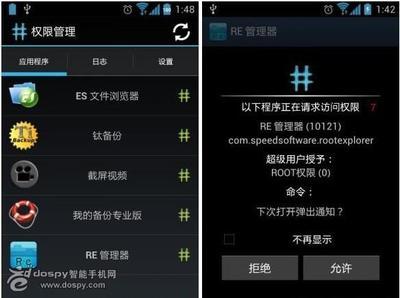 1:48
权限管理
应用程序
日志
设置
ES 文件浏览器
钛备份
截屏视频
我的备份专业版
RE 管理器
dospy智能手机网
www.dospy.com
1:42
RE 管理器
以下程序正在请求访问权限 7
RE 管理器 (10121)
com.speedsoftware.rootexplorer
超级用户授予：
ROOT权限 (0)
命令：
下次打开弹出通知？
不再显示
拒绝
允许